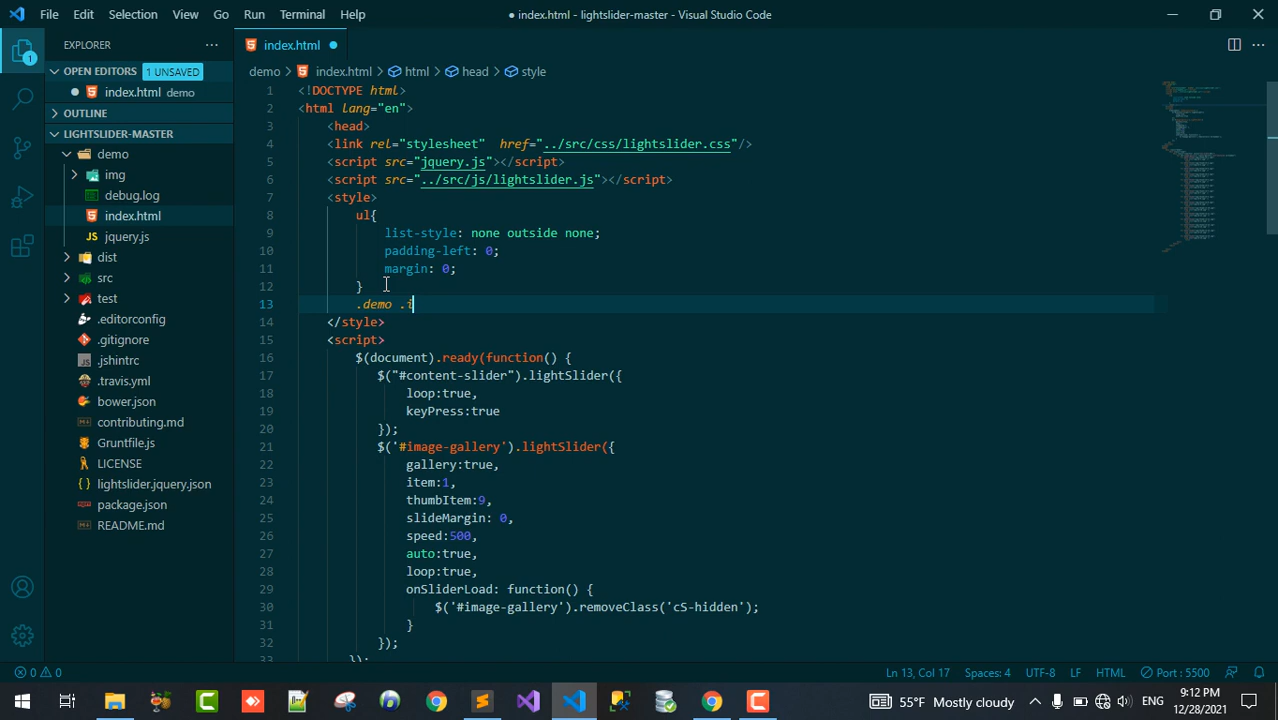 File Edit Selection View Go Run Terminal Help
● index.html - lightslider-master - Visual Studio Code
EXPLORER
OPEN EDITORS 1 UNSAVED
index.html demo
OUTLINE
LIGHTSLIDER-MASTER
demo
img
debug.log
index.html
jquery.js
dist
src
test
.editorconfig
.gitignore
.jshintrc
.travis.yml
bower.json
contributing.md
Gruntfile.js
LICENSE
lightslider.jquery.json
package.json
README.md
1
index.html
demo > index.html > html > head > style
1 <!DOCTYPE html>
2 <html lang="en">
3 <head>
4 <link rel="stylesheet" href="../src/css/lightslider.css"/>
5 <script src="jquery.js"></script>
6 <script src="../src/js/lightslider.js"></script>
7 <style>
8 ul{
9 list-style: none outside none;
10 padding-left: 0;
11 margin: 0;
12 }
13 .demo .i
14 </style>
15 <script>
16 $(document).ready(function() {
17 $("#content-slider").lightSlider({
18 loop:true,
19 keyPress:true
20 });
21 $('#image-gallery').lightSlider({
22 gallery:true,
23 item:1,
24 thumbItem:9,
25 slideMargin: 0,
26 speed:500,
27 auto:true,
28 loop:true,
29 onSliderLoad: function() {
30 $('#image-gallery').removeClass('cS-hidden');
31 }
32 });
33 });
0 0
Ln 13, Col 17 Spaces: 4 UTF-8 LF HTML Port : 5500
55°F Mostly cloudy ENG 9:12 PM
12/28/2021